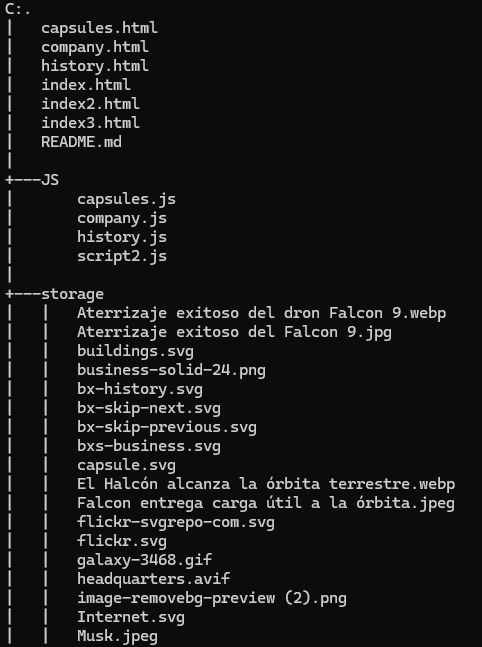 C:.
|   capsules.html
|   company.html
|   history.html
|   index.html
|   index2.html
|   index3.html
|   README.md
|
+---JS
|       capsules.js
|       company.js
|       history.js
|       script2.js
|
+---storage
|   |   Aterrizaje exitoso del dron Falcon 9.webp
|   |   Aterrizaje exitoso del Falcon 9.jpg
|   |   buildings.svg
|   |   business-solid-24.png
|   |   bx-history.svg
|   |   bx-skip-next.svg
|   |   bx-skip-previous.svg
|   |   bxs-business.svg
|   |   capsule.svg
|   |   El Halcón alcanza la órbita terrestre.webp
|   |   Falcon entrega carga útil a la órbita.jpeg
|   |   flickr-svgrepo-com.svg
|   |   flickr.svg
|   |   galaxy-3468.gif
|   |   headquarters.avif
|   |   image-removebg-preview (2).png
|   |   Internet.svg
|   |   Musk.jpeg